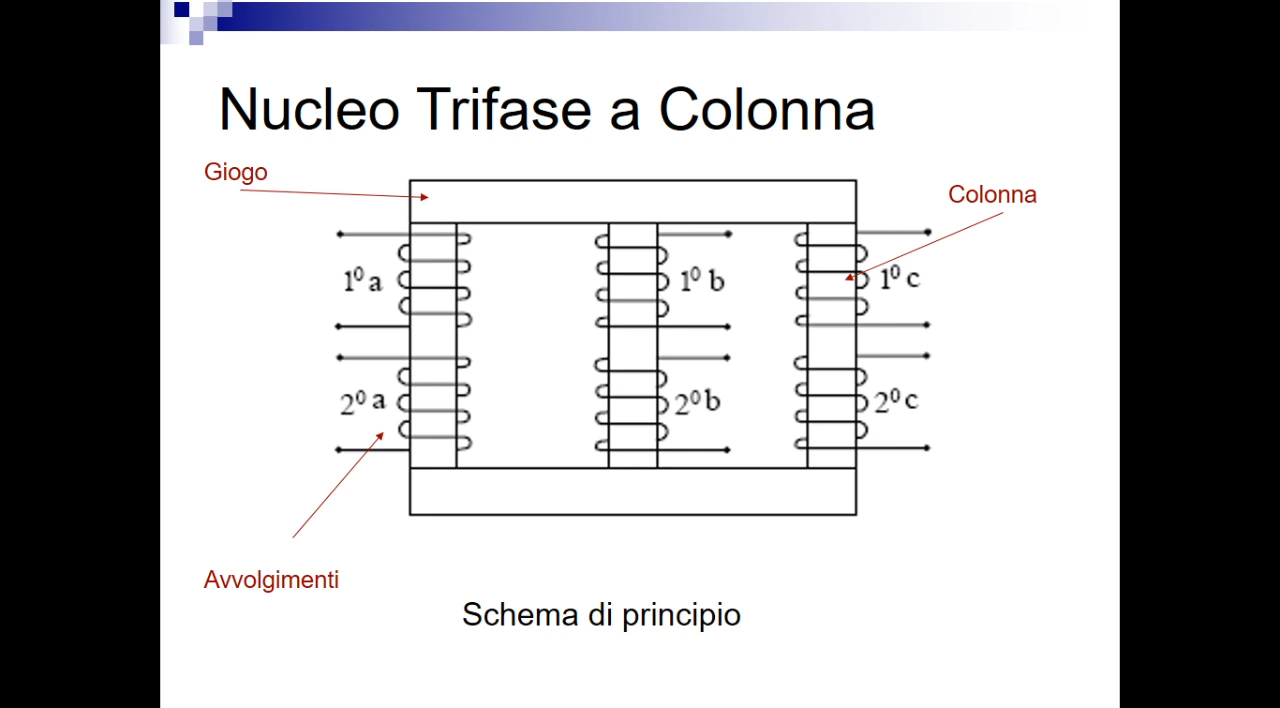 Nucleo Trifase a Colonna
Giogo
Colonna
1⁰ a
1⁰ b
1⁰ c
2⁰ a
2⁰ b
2⁰ c
Avvolgimenti
Schema di principio